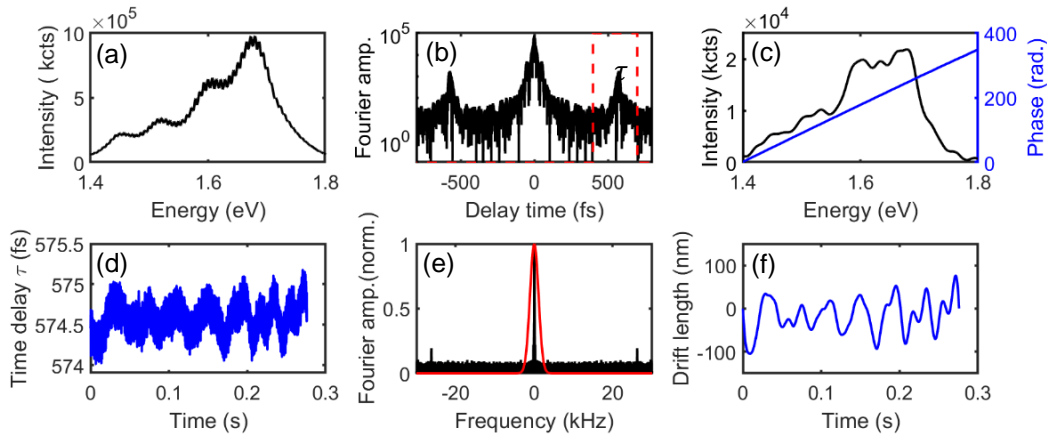 ×10^5
(a)
10
5
0
Intensity ( kcts)
1.4
1.6
1.8
Energy (eV)
(b)
τ
10^5
10^0
Fourier amp.
-500
0
500
Delay time (fs)
×10^4
(c)
2
1
0
Intensity (kcts)
400
200
0
Phase (rad.)
1.4
1.6
1.8
Energy (eV)
(d)
575.5
575
574.5
574
Time delay τ (fs)
0
0.1
0.2
0.3
Time (s)
(e)
1
0.5
0
Fourier amp.(norm.)
-20
0
20
Frequency (kHz)
(f)
100
0
-100
Drift length (nm)
0
0.1
0.2
0.3
Time (s)